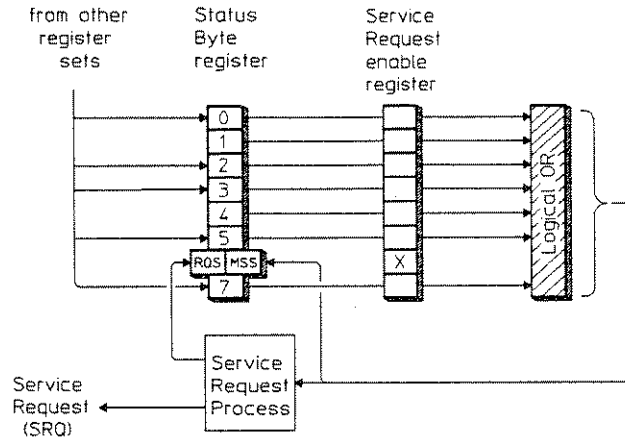 from other
register
sets
Status
Byte
register
Service
Request
enable
register
0
1
2
3
4
5
RQS MSS
X
7
Logical OR
Service
Request
Process
Service
Request
(SRQ)